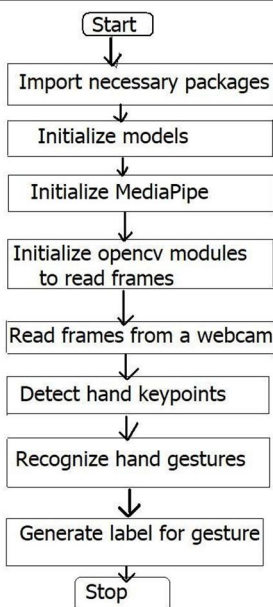 Start
Import necessary packages
Initialize models
Initialize MediaPipe
Initialize opencv modules
to read frames
Read frames from a webcam
Detect hand keypoints
Recognize hand gestures
Generate label for gesture
Stop